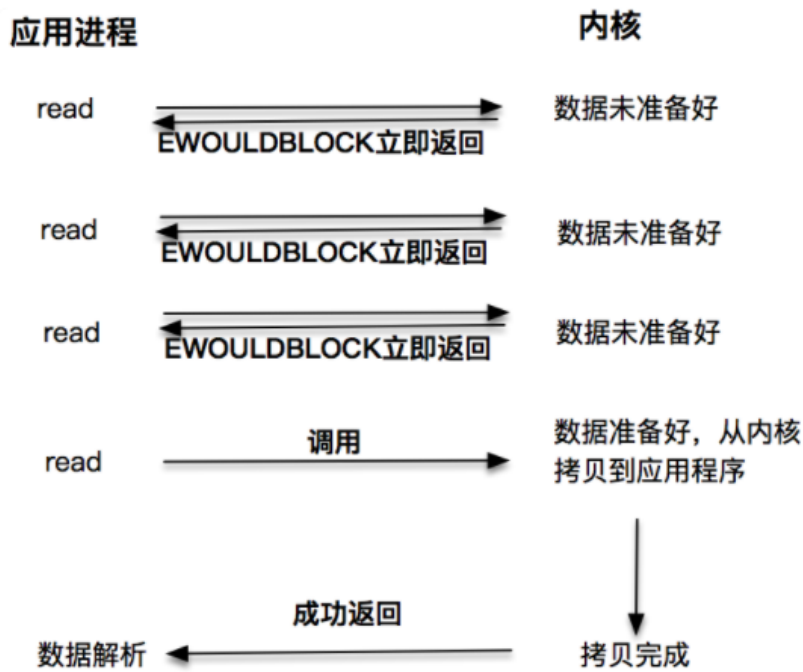 应用进程
内核
read
数据未准备好
EWOULDBLOCK立即返回
read
数据未准备好
EWOULDBLOCK立即返回
read
数据未准备好
EWOULDBLOCK立即返回
read
调用
数据准备好，从内核
拷贝到应用程序
成功返回
数据解析
拷贝完成